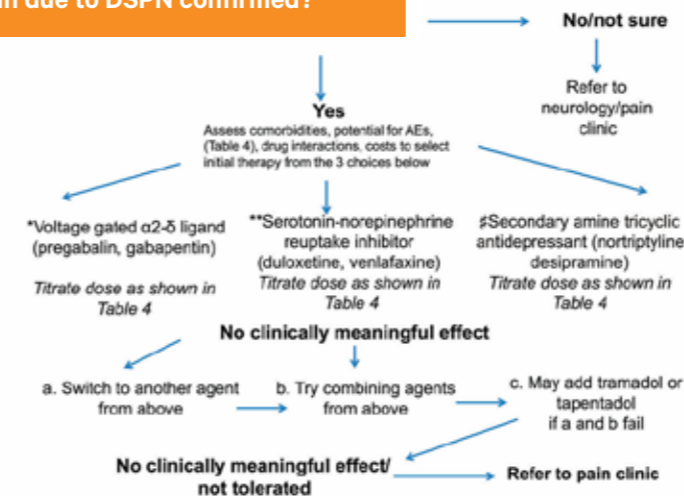 due to DSPN confirmed?
No/not sure
Refer to
neurology/pain
clinic
Yes
Assess comorbidities, potential for AEs,
(Table 4), drug interactions, costs to select
initial therapy from the 3 choices below
*Voltage gated α2-δ ligand
(pregabalin, gabapentin)
Titrate dose as shown in
Table 4
**Serotonin-norepinephrine
reuptake inhibitor
(duloxetine, venlafaxine)
Titrate dose as shown in
Table 4
♯Secondary amine tricyclic
antidepressant (nortriptyline
desipramine)
Titrate dose as shown in
Table 4
No clinically meaningful effect
a. Switch to another agent
from above
b. Try combining agents
from above
c. May add tramadol or
tapentadol
if a and b fail
No clinically meaningful effect/
not tolerated
Refer to pain clinic